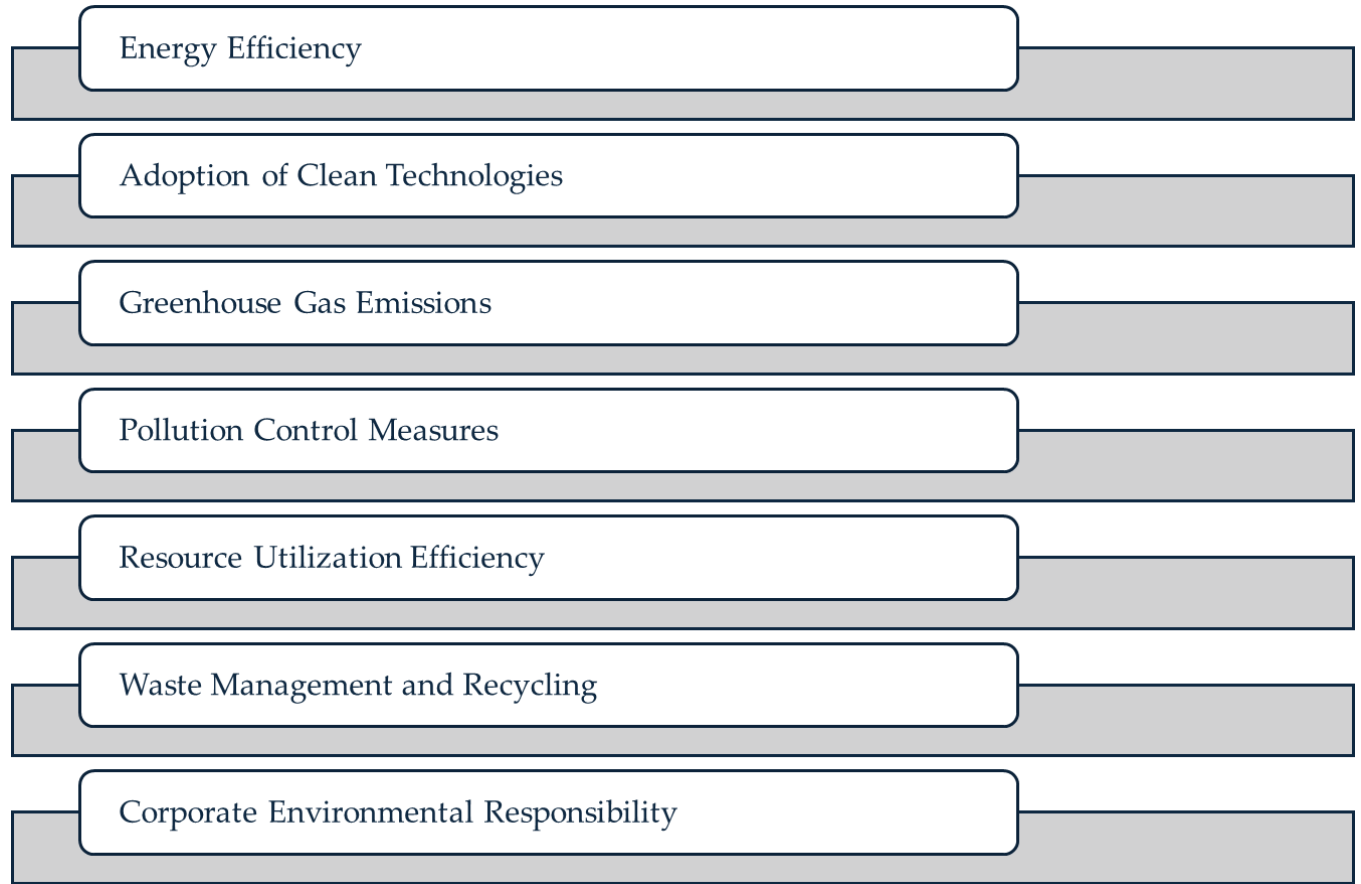 Energy Efficiency
Adoption of Clean Technologies
Greenhouse Gas Emissions
Pollution Control Measures
Resource Utilization Efficiency
Waste Management and Recycling
Corporate Environmental Responsibility